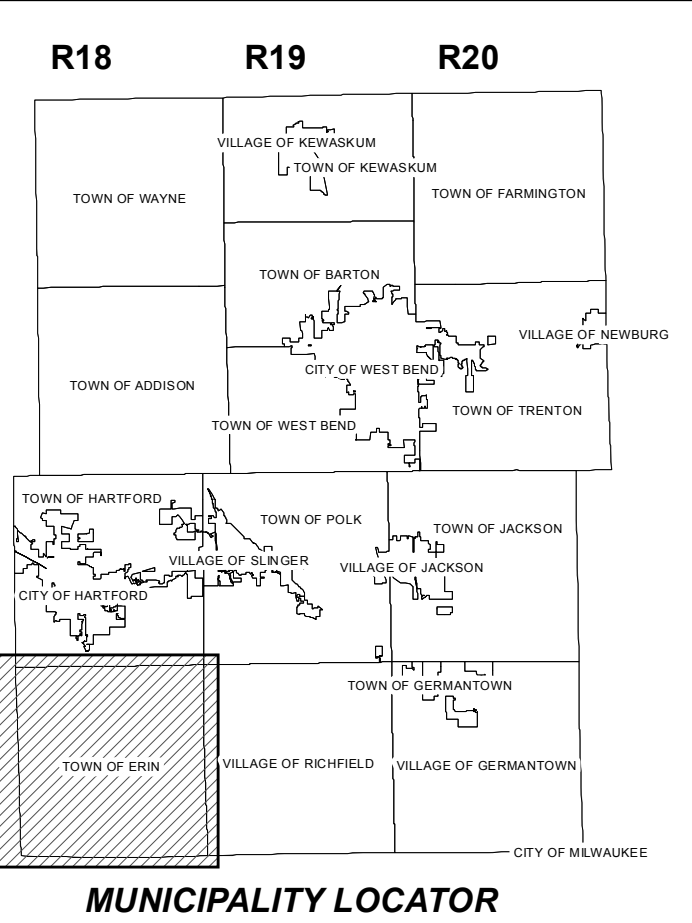 R18 R19 R20
VILLAGE OF KEWASKUM
TOWN OF KEWASKUM
TOWN OF WAYNE
TOWN OF FARMINGTON
TOWN OF BARTON
VILLAGE OF NEWBURG
CITY OF WEST BEND
TOWN OF ADDISON
TOWN OF TRENTON
TOWN OF WEST BEND
TOWN OF HARTFORD
TOWN OF POLK
TOWN OF JACKSON
VILLAGE OF SLINGER
VILLAGE OF JACKSON
CITY OF HARTFORD
TOWN OF GERMANTOWN
TOWN OF ERIN
VILLAGE OF RICHFIELD
VILLAGE OF GERMANTOWN
CITY OF MILWAUKEE
MUNICIPALITY LOCATOR